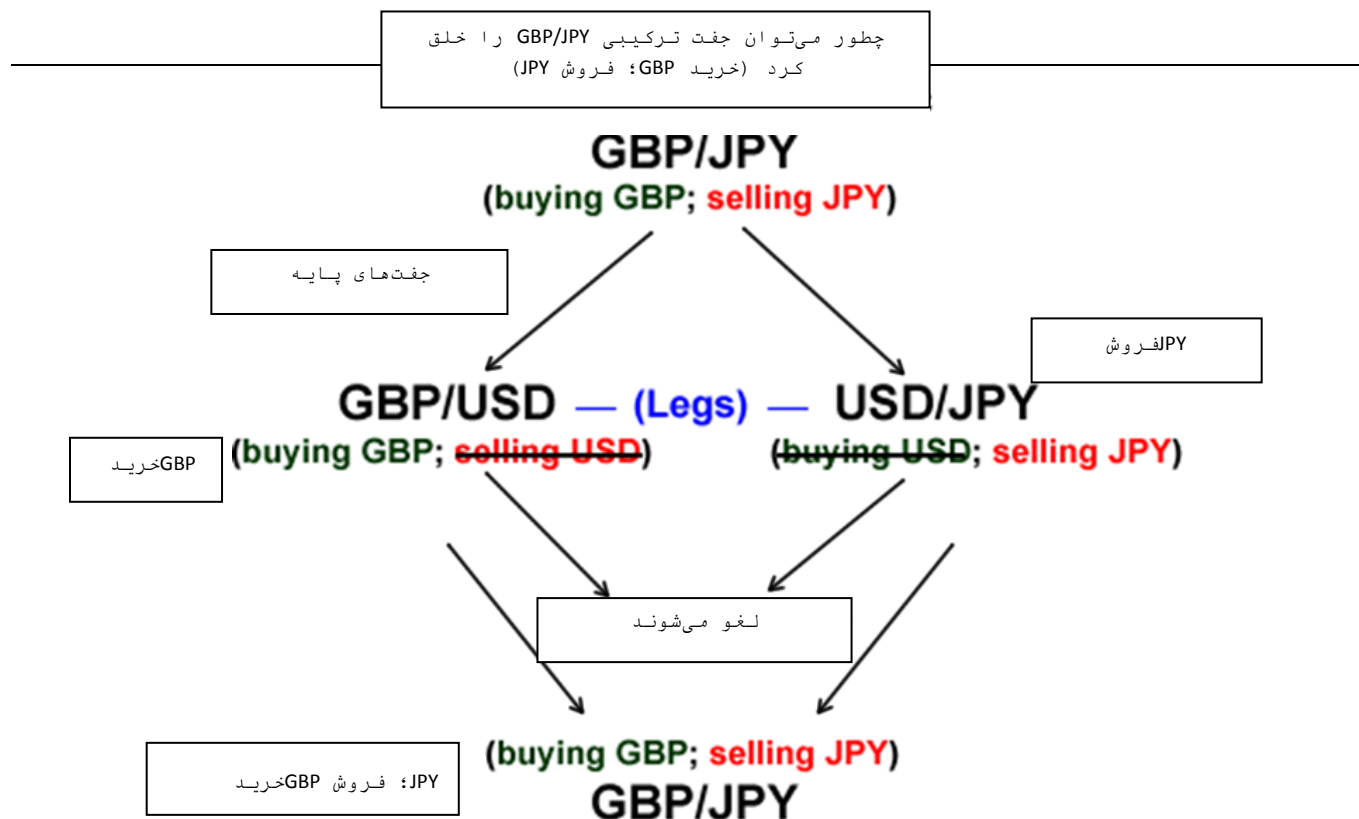 چطور می‌توان جفت ترکیبی GBP/JPY را خلق
کرد (خرید GBP؛ فروش JPY)
GBP/JPY
(buying GBP; selling JPY)
جفت‌های پایه
فروشJPY
GBP/USD — (Legs) — USD/JPY
(buying GBP; selling USD) (buying USD; selling JPY)
خریدGBP
لغو می‌شوند
(buying GBP; selling JPY)
خریدGBP ؛ فروشJPY
GBP/JPY